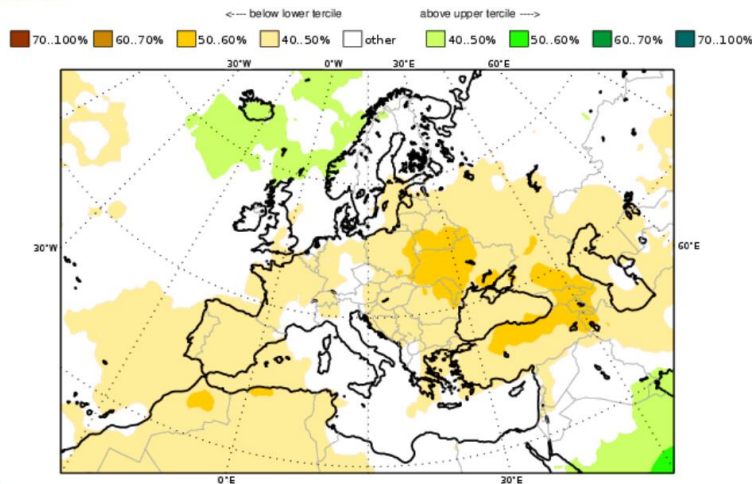 <---- below lower tercile above upper tercile ---->
70..100% 60..70% 50..60% 40..50% other 40..50% 50..60% 60..70% 70..100%
30°W 0°W 30°E 60°E
30°W 60°E
0°E 30°E